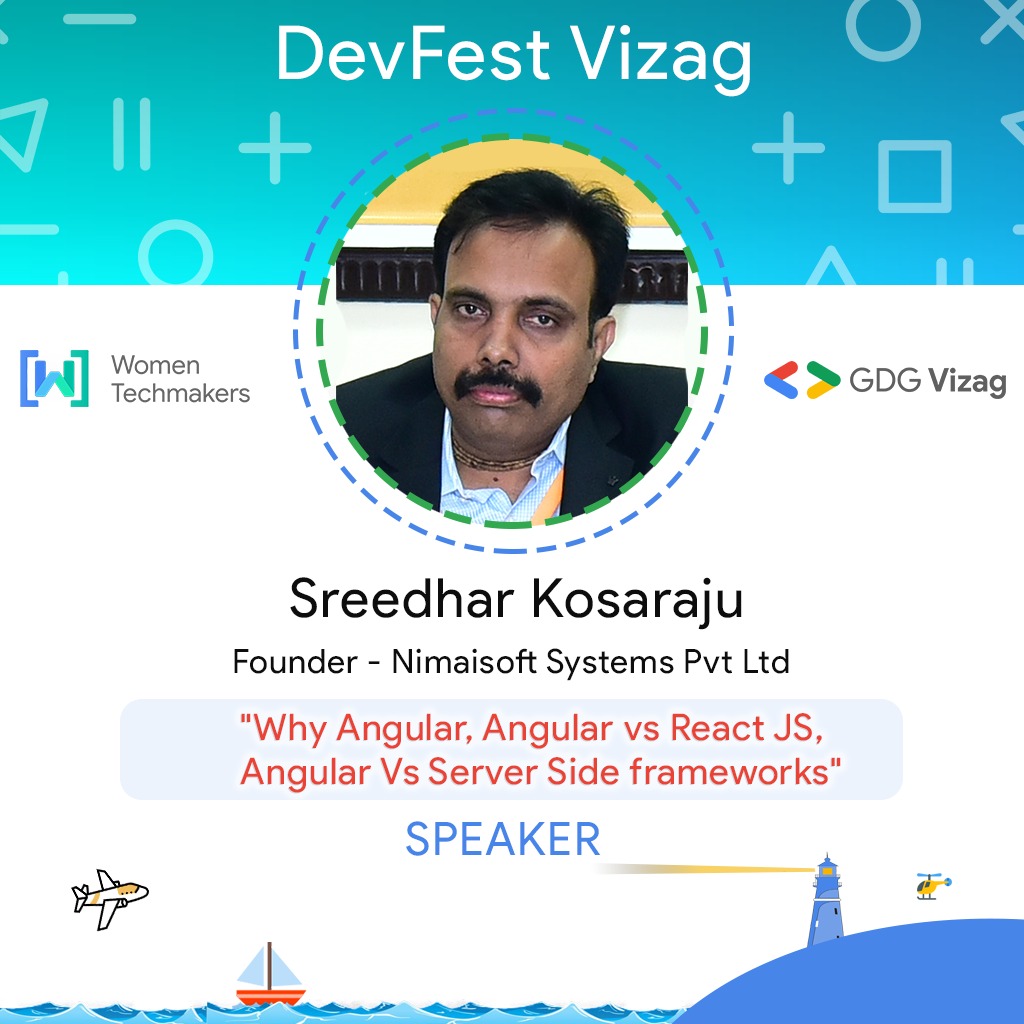 DevFest Vizag
Women
Techmakers
GDG Vizag
Sreedhar Kosaraju
Founder - Nimaisoft Systems Pvt Ltd
"Why Angular, Angular vs React JS,
Angular Vs Server Side frameworks"
SPEAKER